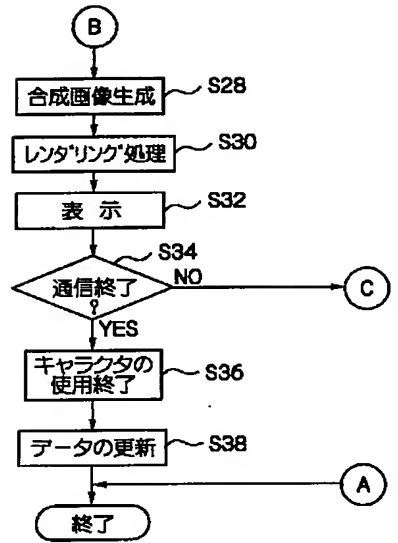 B
合成画像生成 S28
レンダリング処理 S30
表 示 S32
S34
通信終了 NO C
?
YES
キャラクタの
使用終了 S36
データの更新 S38
A
終了